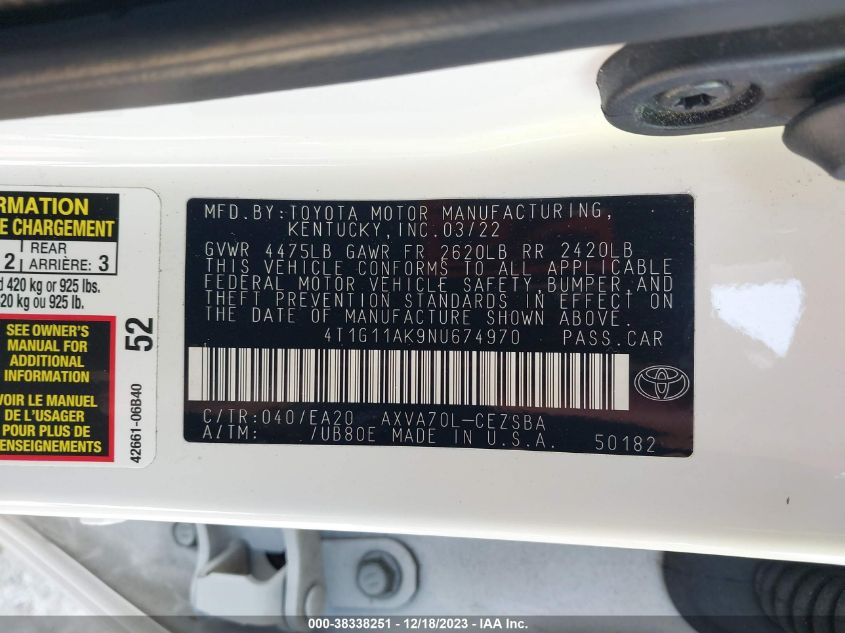 RMATION
E CHARGEMENT
2 REAR
ARRIÈRE: 3
d 420 kg or 925 lbs.
20 kg ou 925 lb.
SEE OWNER'S
MANUAL FOR
ADDITIONAL
INFORMATION
VOIR LE MANUEL
DE L'USAGER
POUR PLUS DE
RENSEIGNEMENTS
52
42661-06B40
MFD.BY:TOYOTA MOTOR MANUFACTURING,
KENTUCKY,INC.03/22
GVWR 4475LB GAWR FR 2620LB RR 2420LB
THIS VEHICLE CONFORMS TO ALL APPLICABLE
FEDERAL MOTOR VEHICLE SAFETY,BUMPER,AND
THEFT PREVENTION STANDARDS IN EFFECT ON
THE DATE OF MANUFACTURE SHOWN ABOVE.
4T1G11AK9NU674970 PASS.CAR
C/TR:040/EA20 AXVA70L-CEZSBA
A/TM: /UB80E MADE IN U.S.A. 50182
000-38338251 - 12/18/2023 - IAA Inc.